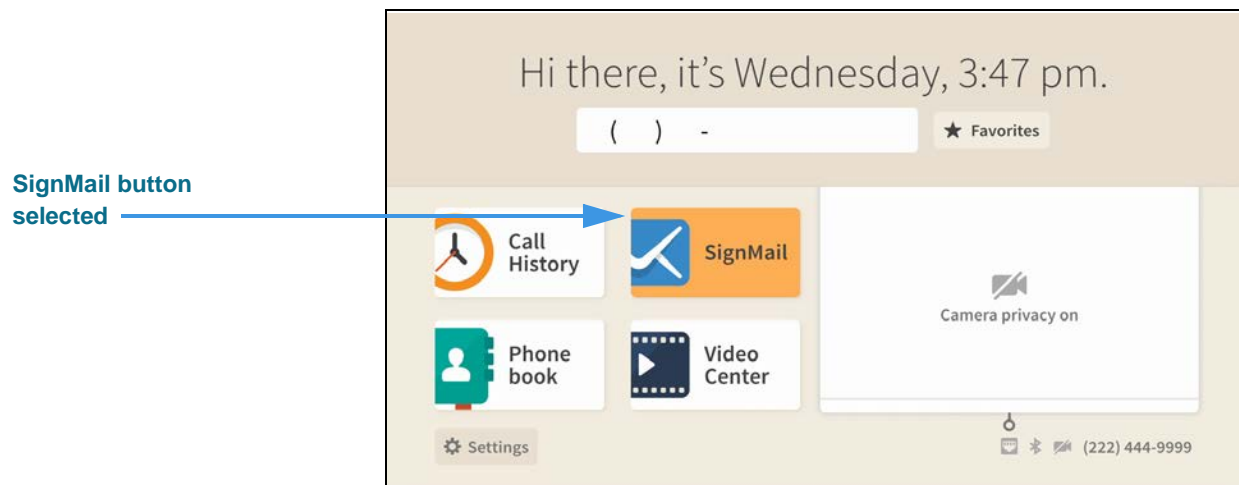 Hi there, it’s Wednesday, 3:47 pm.
( ) -
★ Favorites
SignMail button
selected
Call
History
SignMail
Camera privacy on
Phone
book
Video
Center
Settings
(222) 444-9999